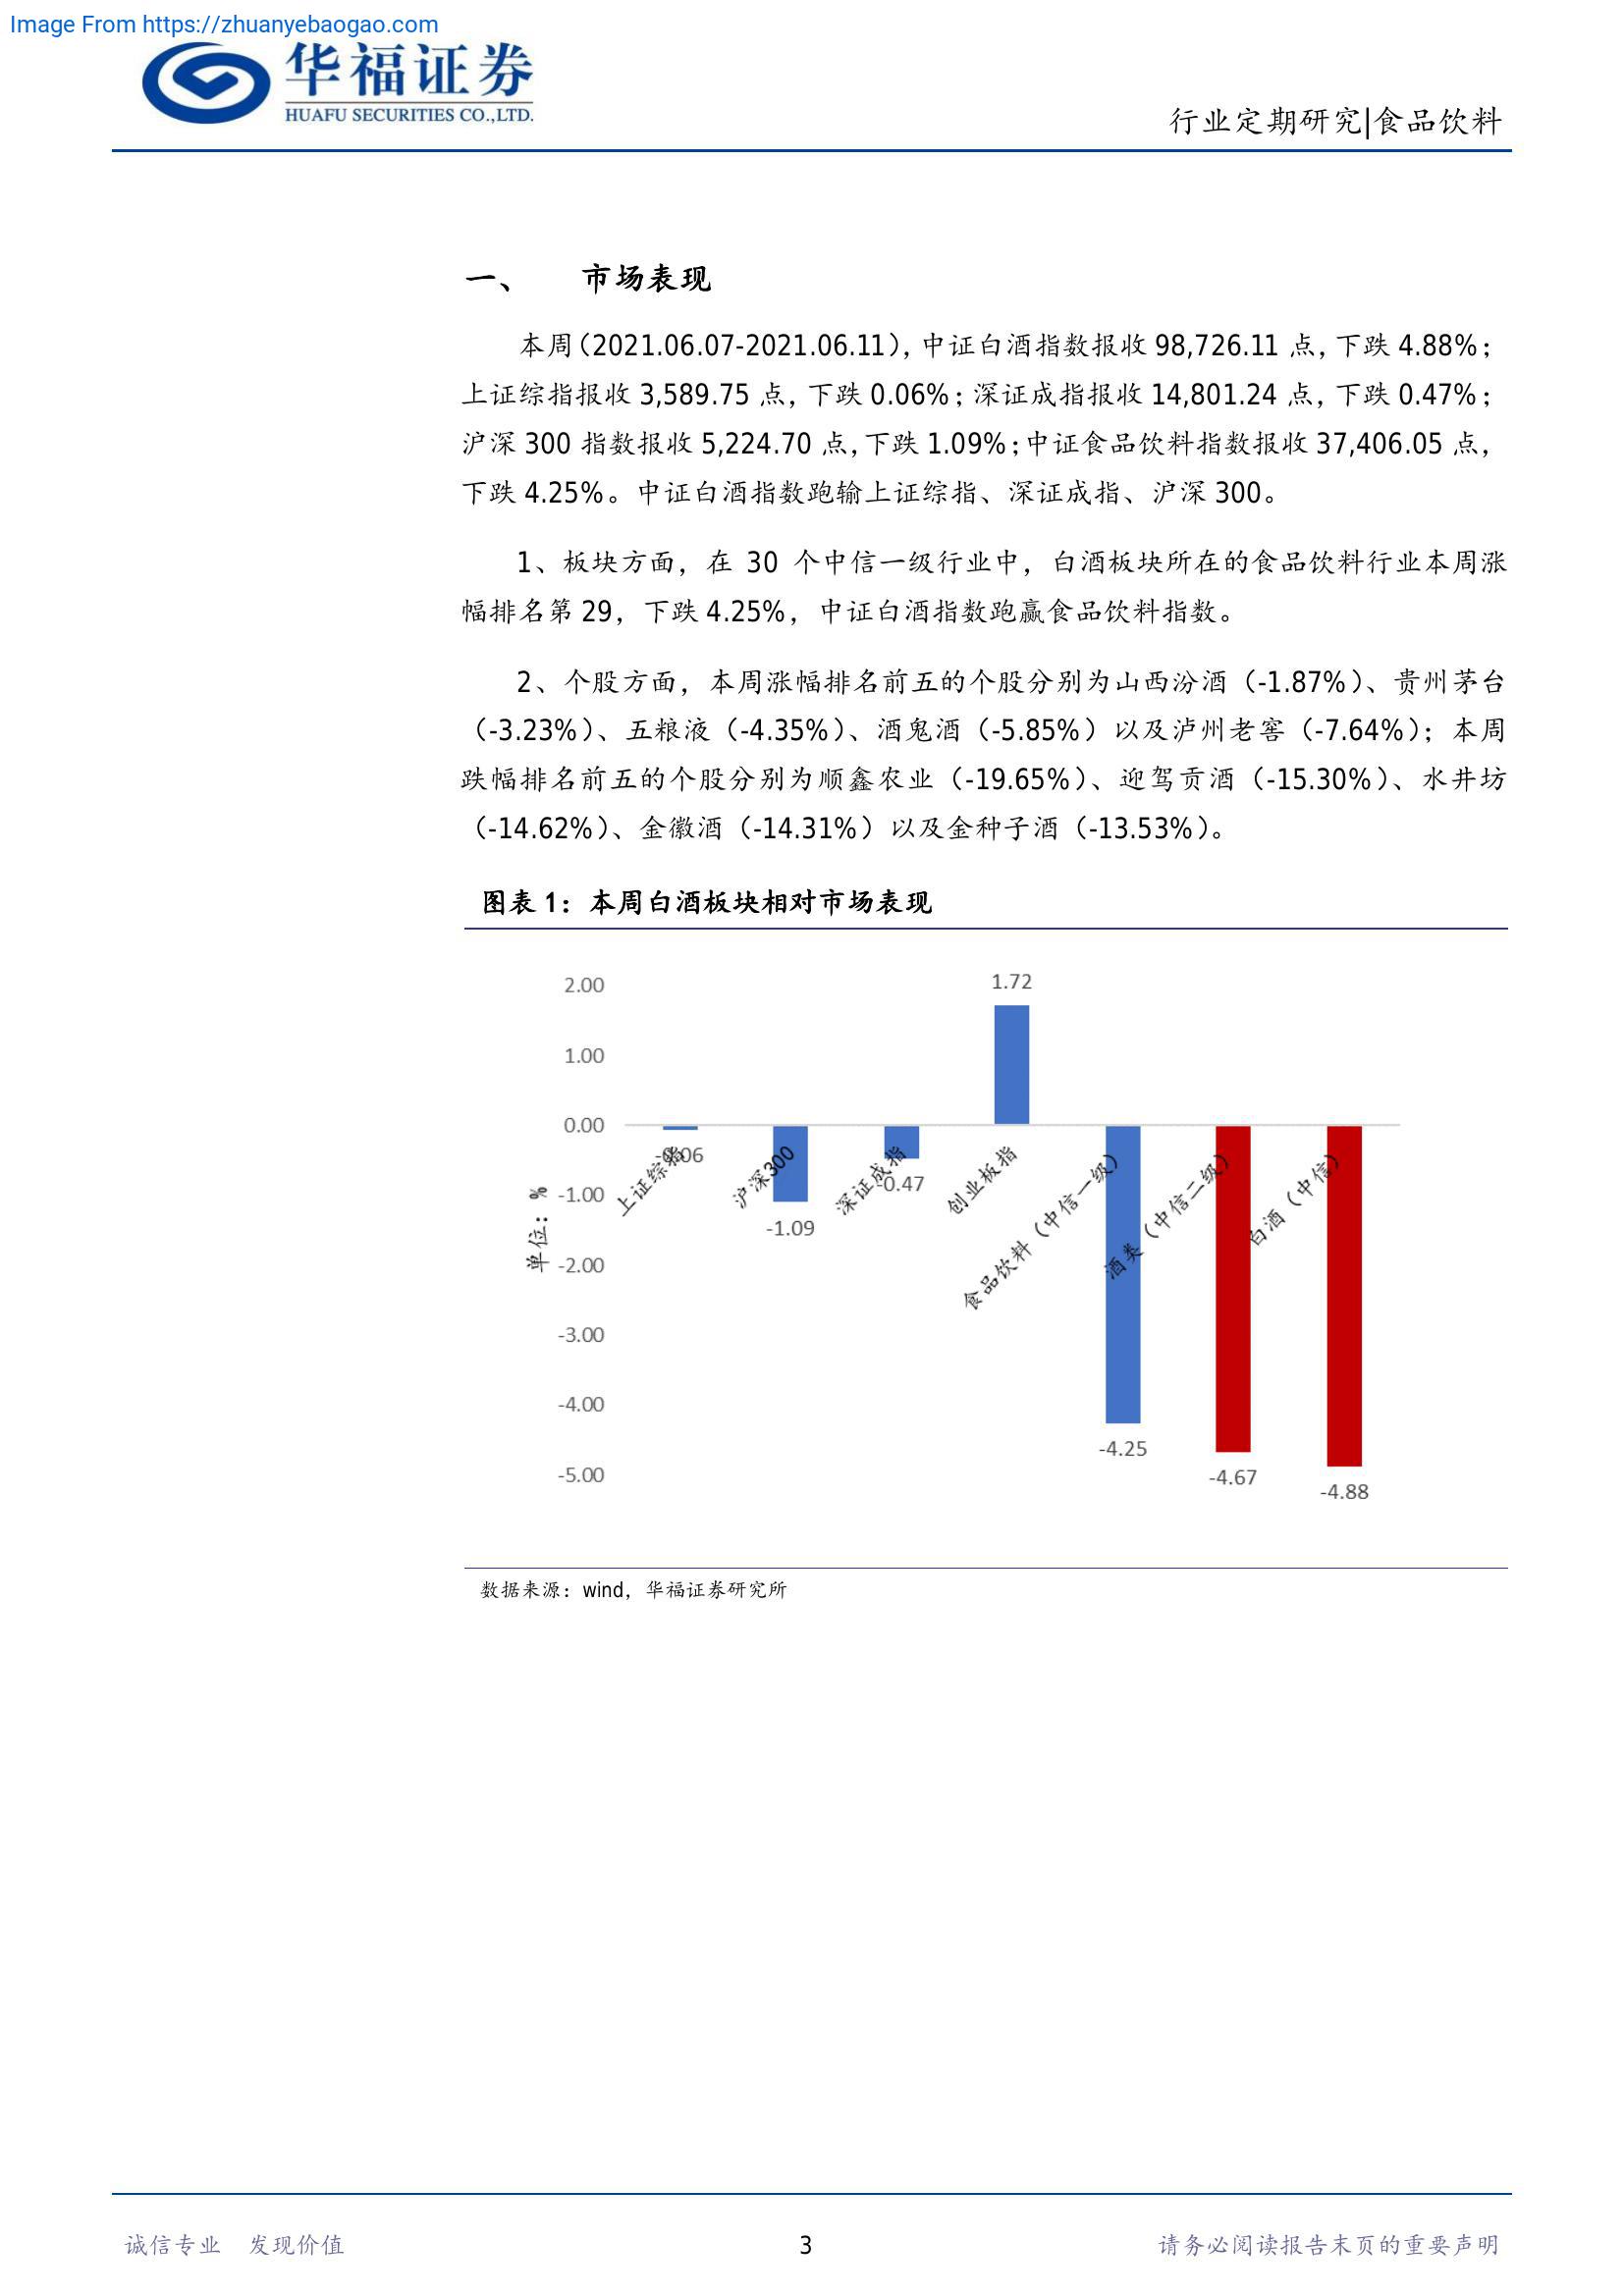 Image From https://zhuanyebaogao.com
华福证券
HUAFU SECURITIES CO.,LTD.
行业定期研究|食品饮料
一、 市场表现
本周（2021.06.07-2021.06.11），中证白酒指数报收 98,726.11 点，下跌 4.88%；
上证综指报收 3,589.75 点，下跌 0.06%；深证成指报收 14,801.24 点，下跌 0.47%；
沪深 300 指数报收 5,224.70 点，下跌 1.09%；中证食品饮料指数报收 37,406.05 点，
下跌 4.25%。中证白酒指数跑输上证综指、深证成指、沪深 300。
1、板块方面，在 30 个中信一级行业中，白酒板块所在的食品饮料行业本周涨
幅排名第 29，下跌 4.25%，中证白酒指数跑赢食品饮料指数。
2、个股方面，本周涨幅排名前五的个股分别为山西汾酒（-1.87%）、贵州茅台
（-3.23%）、五粮液（-4.35%）、酒鬼酒（-5.85%）以及泸州老窖（-7.64%）；本周
跌幅排名前五的个股分别为顺鑫农业（-19.65%）、迎驾贡酒（-15.30%）、水井坊
（-14.62%）、金徽酒（-14.31%）以及金种子酒（-13.53%）。
图表 1：本周白酒板块相对市场表现
单位：%
2.00
1.00
0.00
-1.00
-2.00
-3.00
-4.00
-5.00
-0.06
-1.09
-0.47
1.72
-4.25
-4.67
-4.88
上证综指
沪深300
深证成指
创业板指
食品饮料（中信一级）
酒类（中信二级）
白酒（中信）
数据来源：wind，华福证券研究所
诚信专业 发现价值
3
请务必阅读报告末页的重要声明